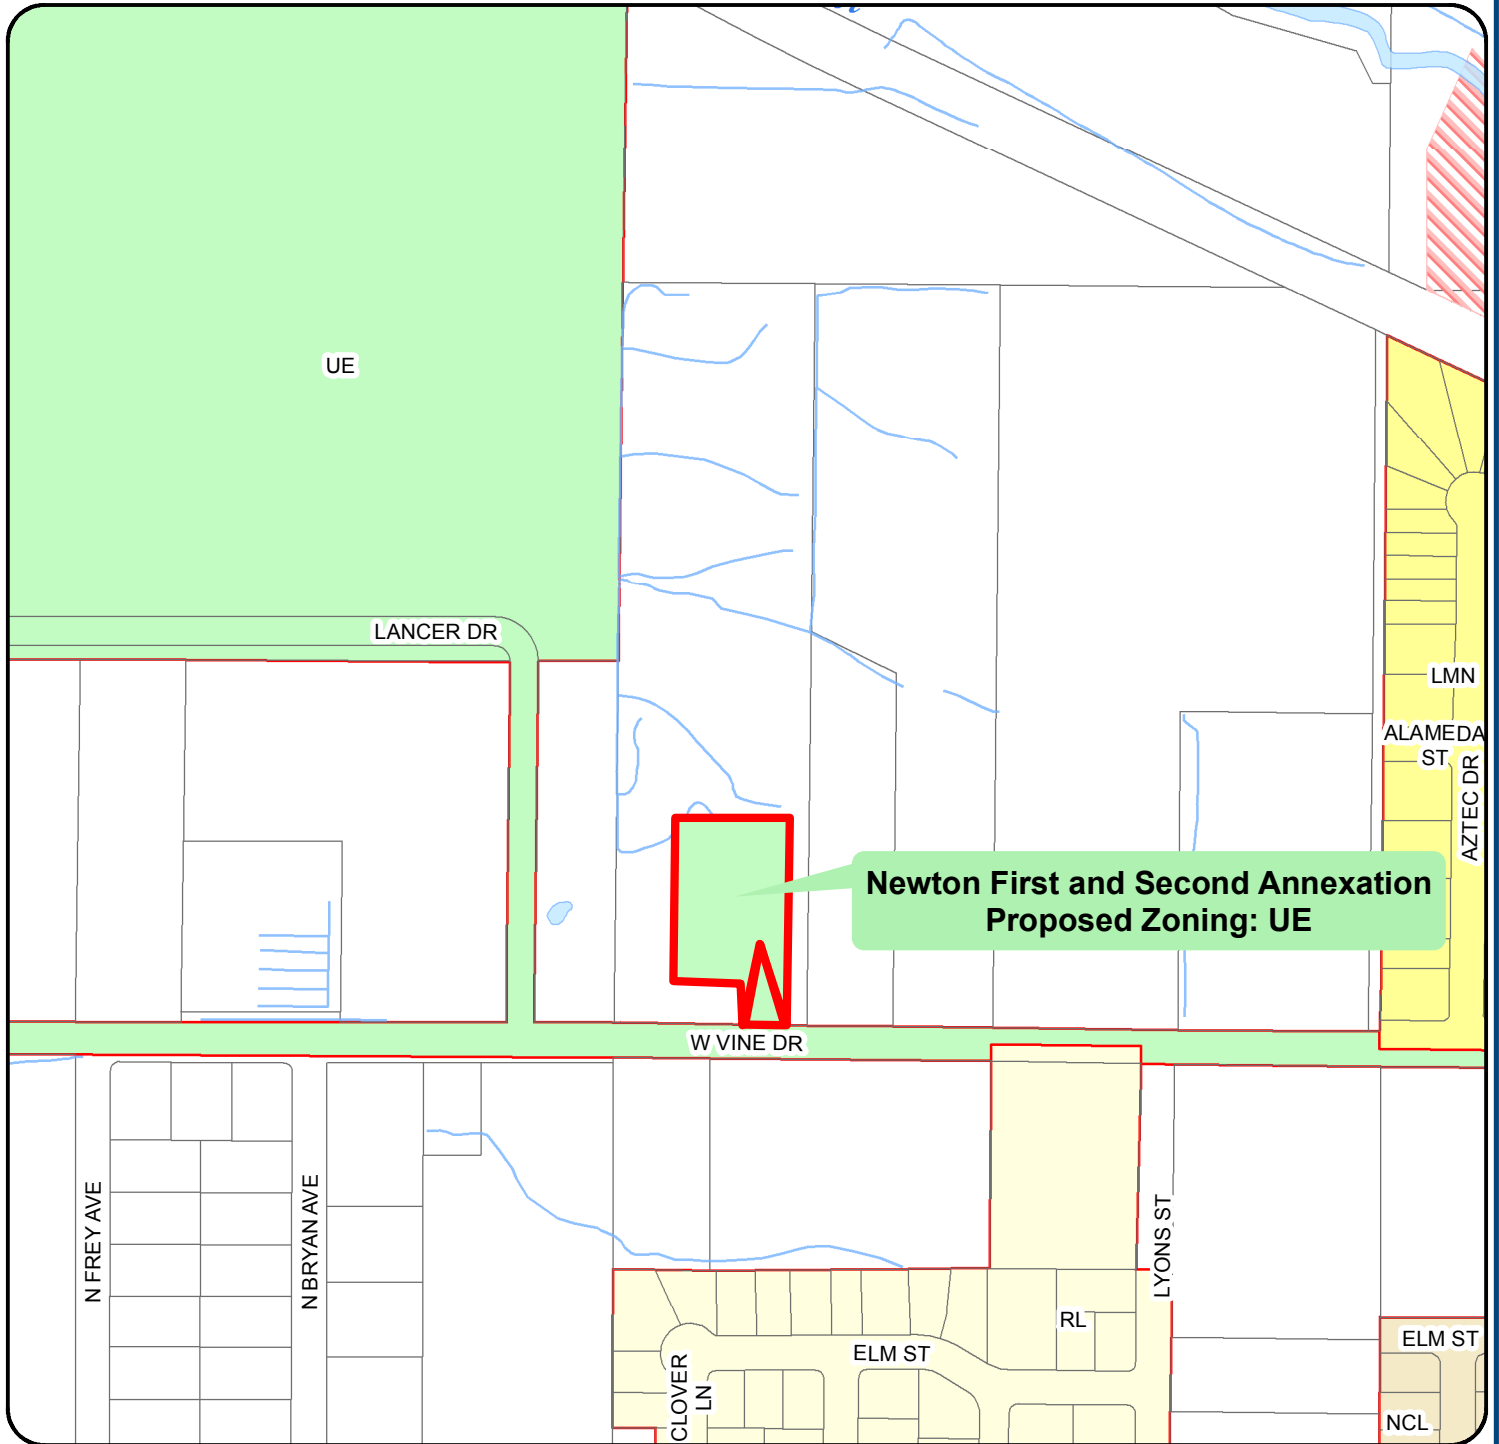 UE
LANCER DR
LMN
ALAMEDA
ST
AZTEC DR
Newton First and Second Annexation
Proposed Zoning: UE
W VINE DR
N FREY AVE
N BRYAN AVE
LYONS ST
RL
ELM ST
ELM ST
CLOVER
LN
NCL